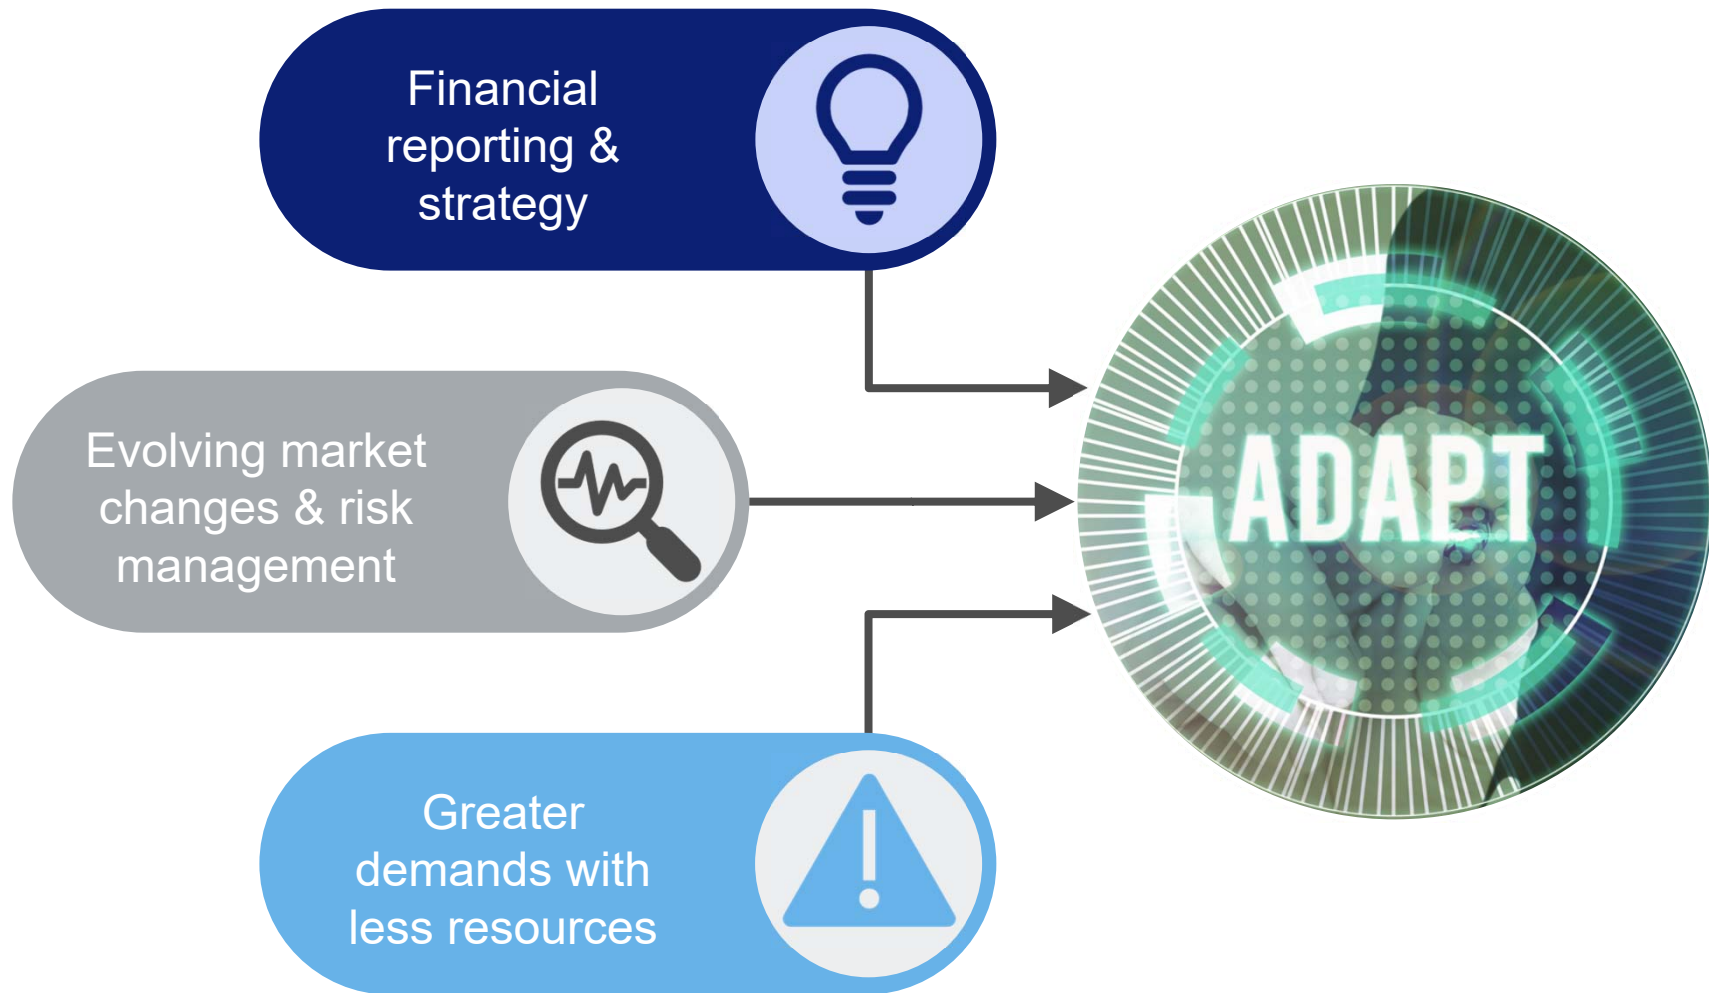 Financial
reporting &
strategy
Evolving market
changes & risk
management
Greater
demands with
less resources
ADAPT